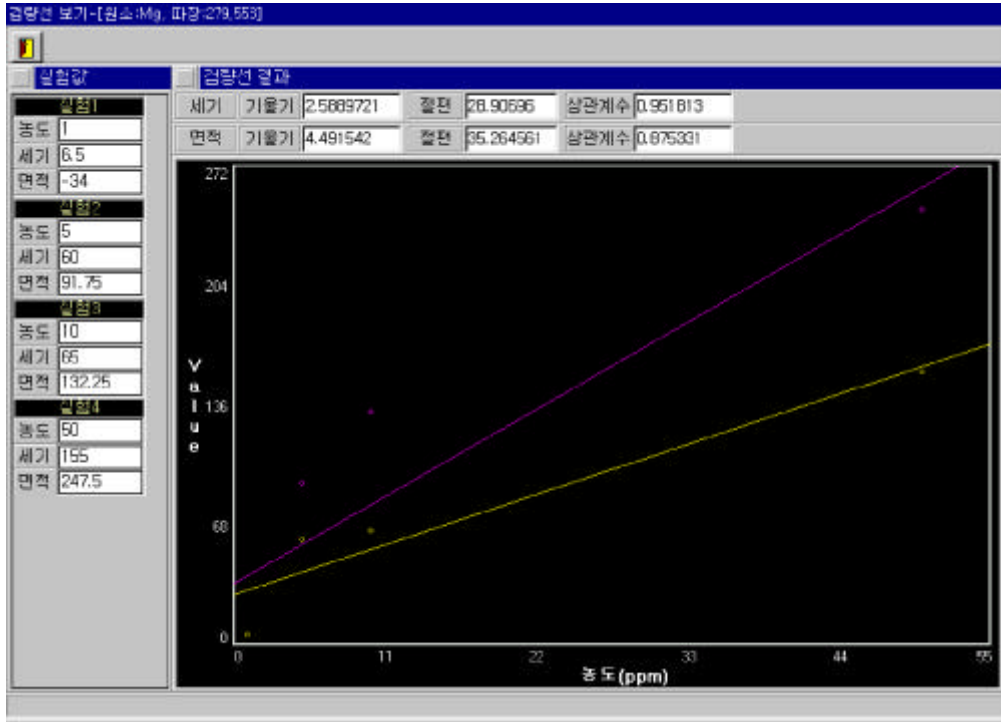 검량선 보기-[원소:Mg, 파장:279,553]
실험값
검량선 결과
세기 기울기 2.5889721 절편 28.90696 상관계수 0.951813
면적 기울기 4.491542 절편 35.264561 상관계수 0.875331
실험1
농도 1
세기 6.5
면적 -34
실험2
농도 5
세기 60
면적 91.75
실험3
농도 10
세기 65
면적 132.25
실험4
농도 50
세기 155
면적 247.5
272
204
136
68
0
Value
0 11 22 33 44 55
농도(ppm)